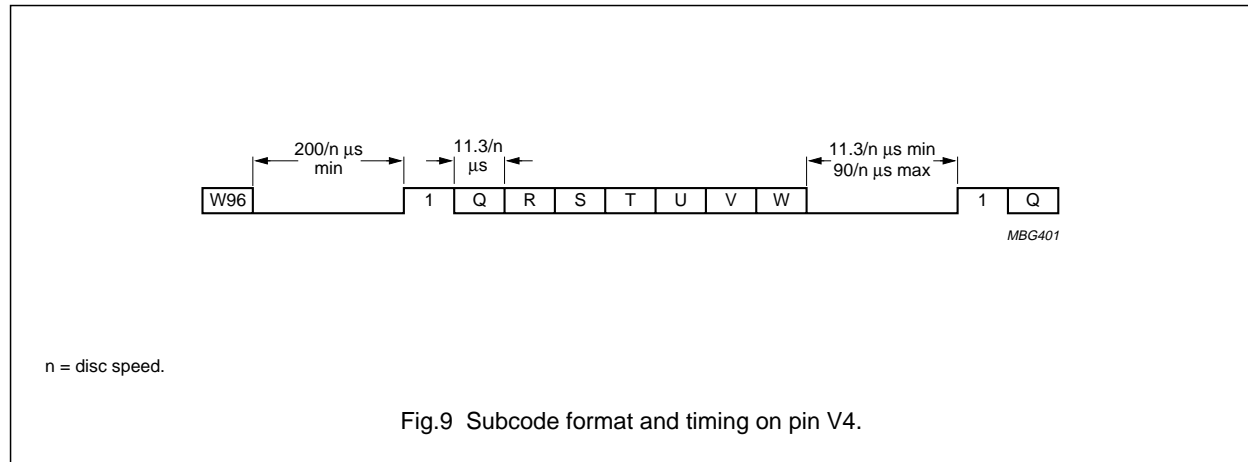 200/n μs
min
11.3/n
μs
11.3/n μs min
90/n μs max
W96 1 Q R S T U V W 1 Q
MBG401
n = disc speed.
Fig.9 Subcode format and timing on pin V4.